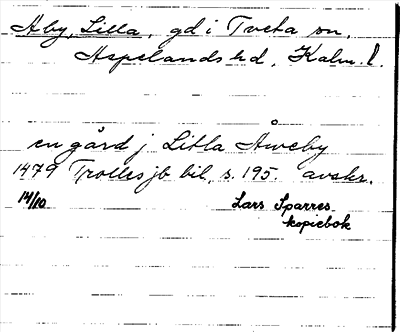 Åby, Lilla, gd i Tveta sn,
Aspelands hd, Kalm. l.
en gård j Litla Åweby
1479 Trolles jb bil, s. 195. avskr.
14/10 Lars Sparres
kopiebok